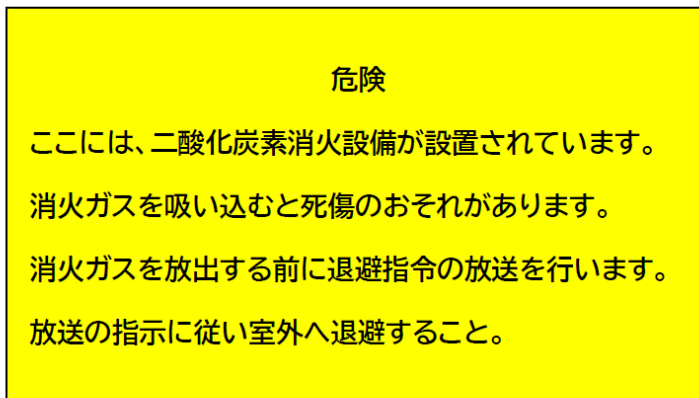 危険
ここには、二酸化炭素消火設備が設置されています。
消火ガスを吸い込むと死傷のおそれがあります。
消火ガスを放出する前に退避指令の放送を行います。
放送の指示に従い室外へ退避すること。